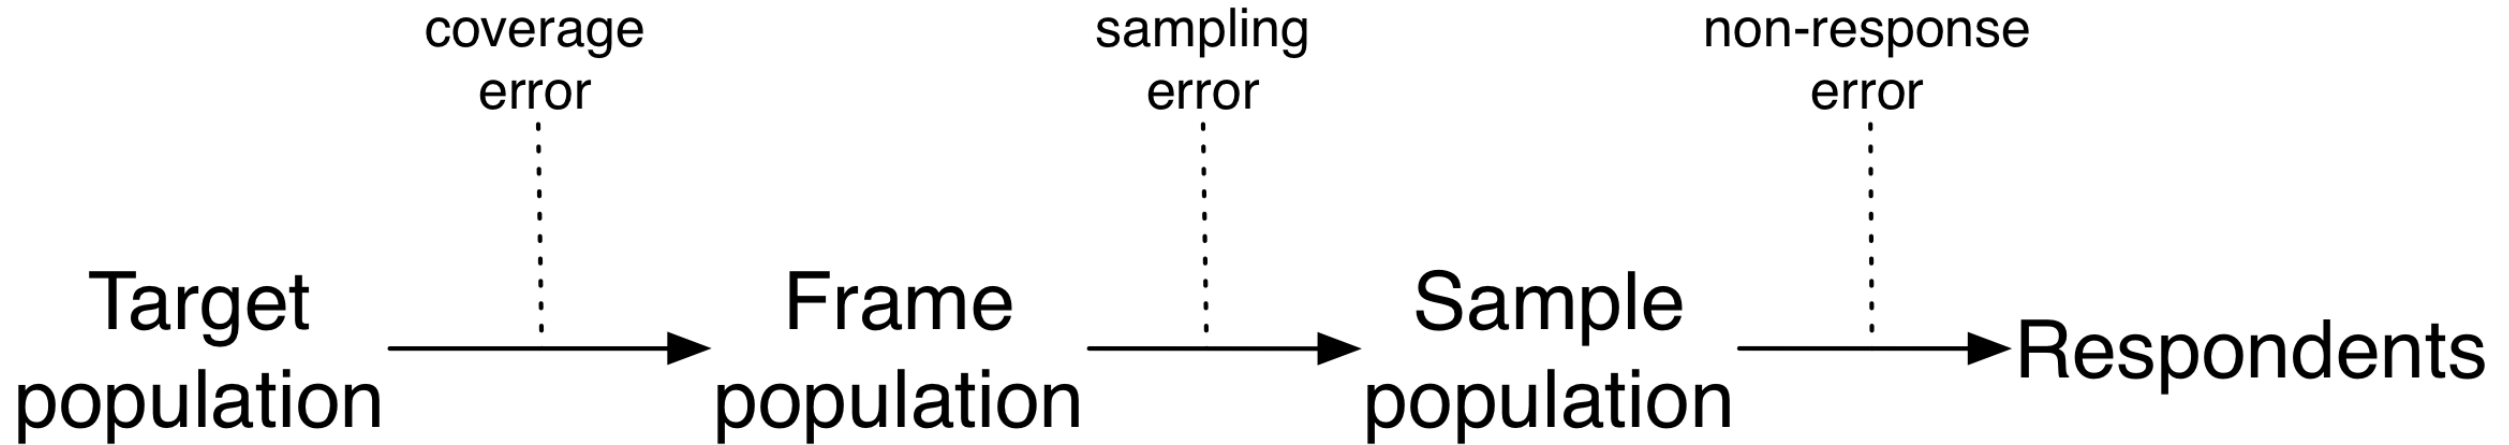 coverage
error
sampling
error
non-response
error
Target
population
Frame
population
Sample
population
Respondents